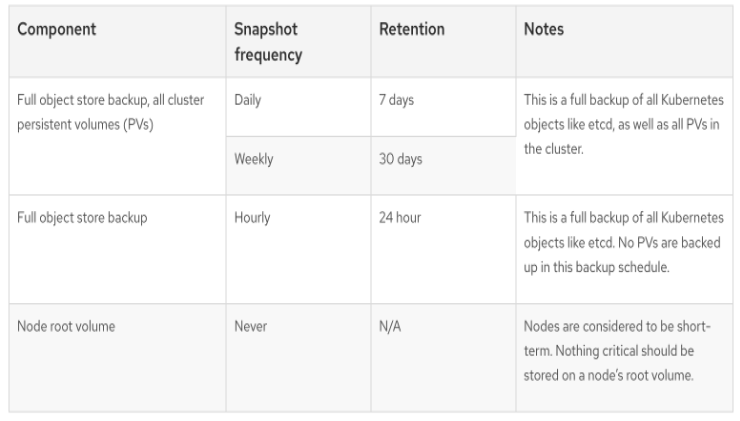 Component
Snapshot
frequency
Retention
Notes
Full object store backup, all cluster
persistent volumes (PVs)
Daily
7 days
This is a full backup of all Kubernetes
objects like etcd, as well as all PVs in
the cluster.
Weekly
30 days
Full object store backup
Hourly
24 hour
This is a full backup of all Kubernetes
objects like etcd. No PVs are backed
up in this backup schedule.
Node root volume
Never
N/A
Nodes are considered to be short-
term. Nothing critical should be
stored on a node's root volume.